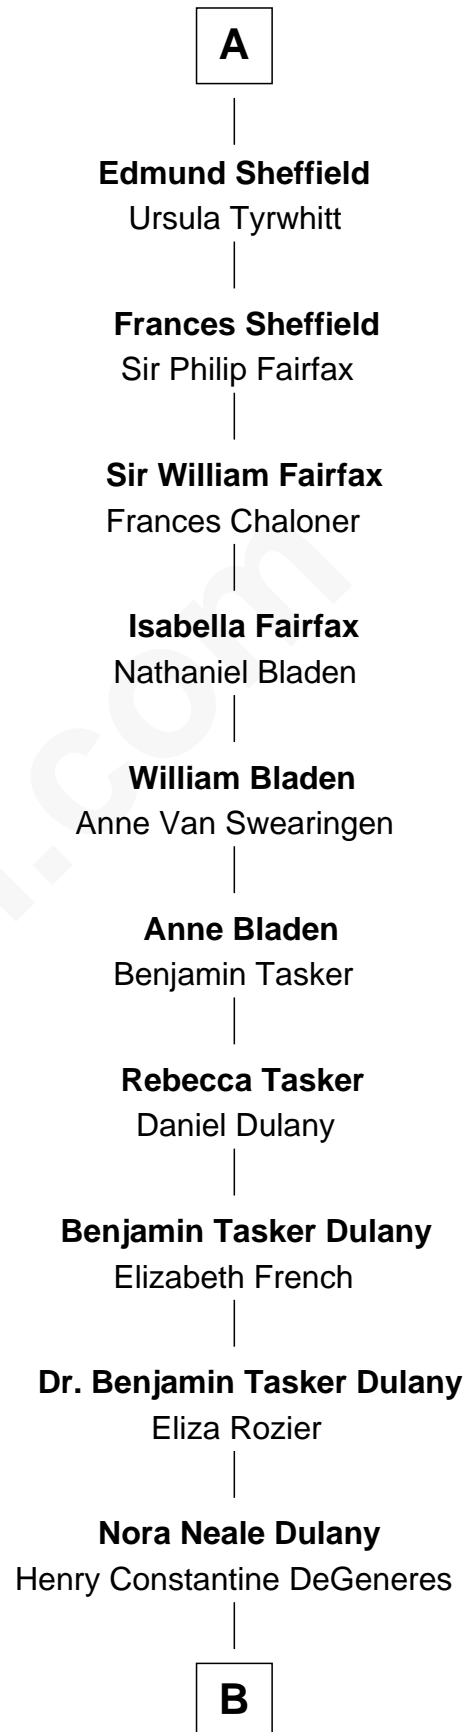 A
Edmund Sheffield
Ursula Tyrwhitt
Frances Sheffield
Sir Philip Fairfax
Sir William Fairfax
Frances Chaloner
Isabella Fairfax
Nathaniel Bladen
William Bladen
Anne Van Swearingen
Anne Bladen
Benjamin Tasker
Rebecca Tasker
Daniel Dulany
Benjamin Tasker Dulany
Elizabeth French
Dr. Benjamin Tasker Dulany
Eliza Rozier
Nora Neale Dulany
Henry Constantine DeGeneres
B